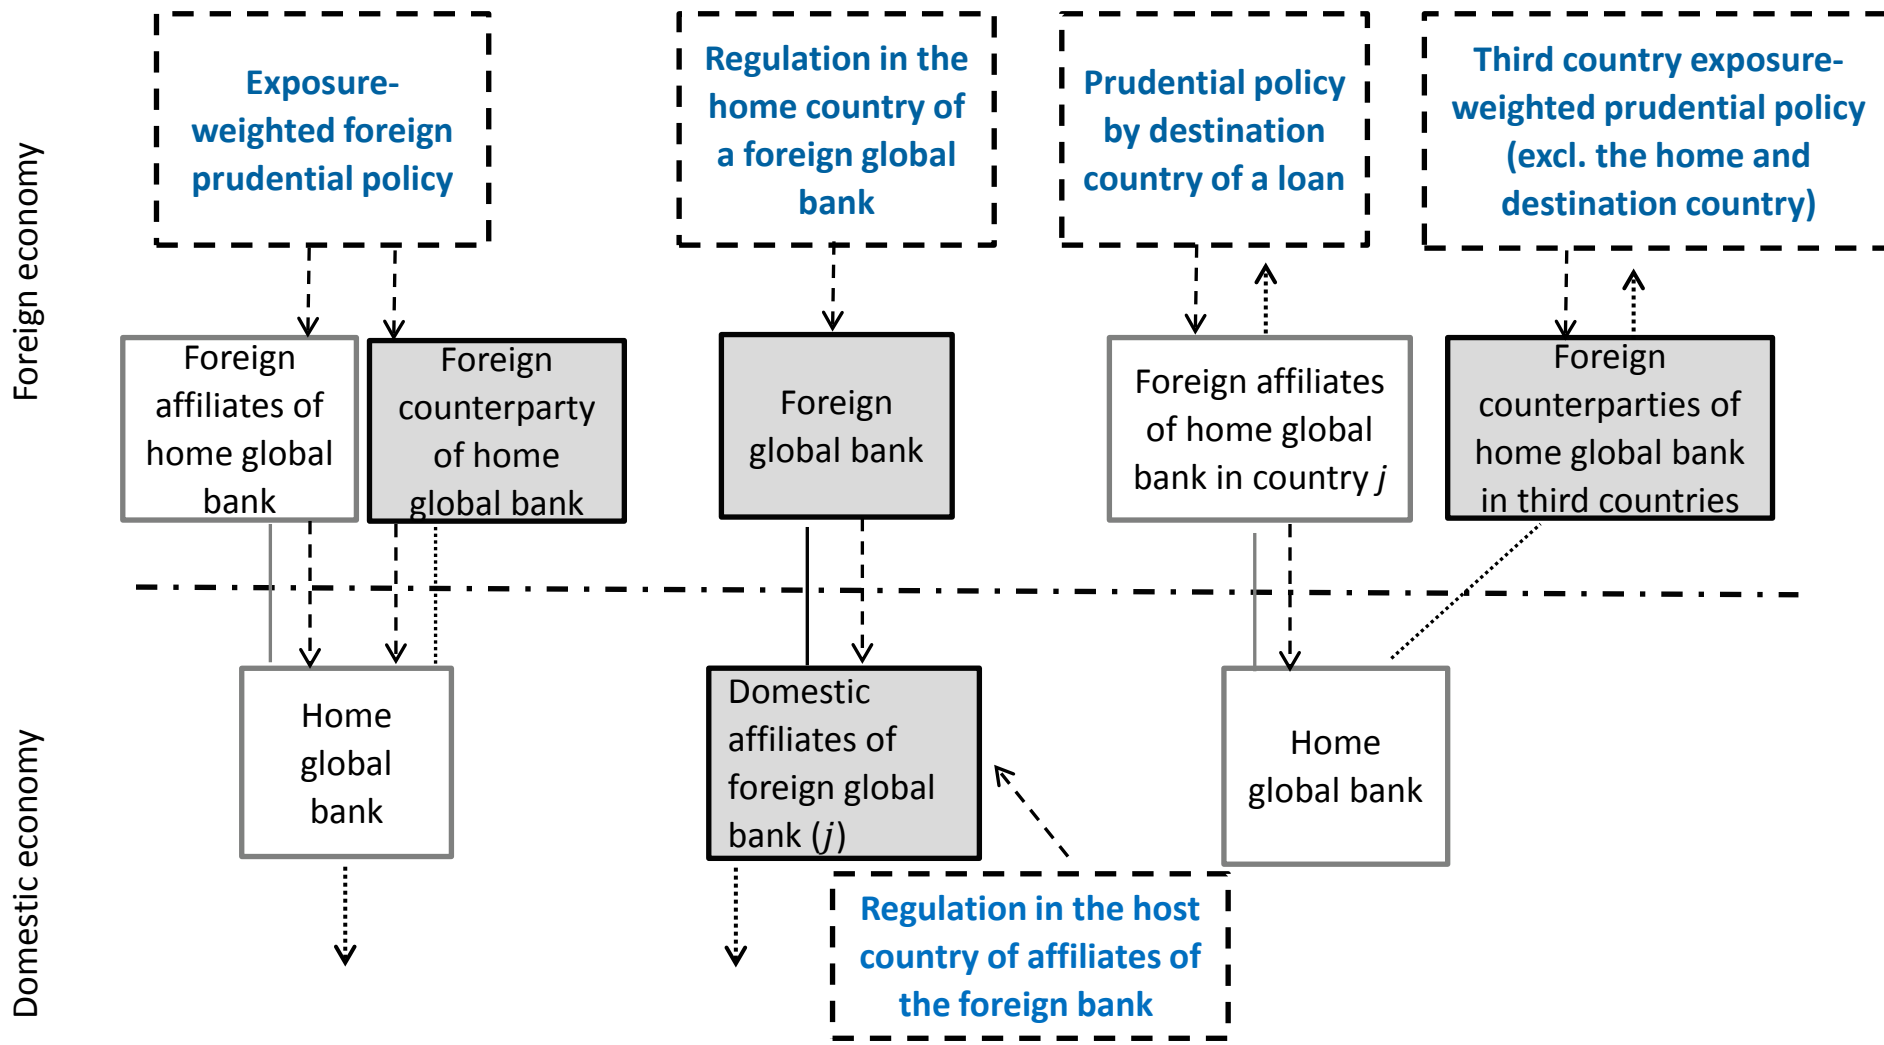 Foreign economy
Exposure-
weighted foreign
prudential policy
Regulation in the
home country of
a foreign global
bank
Prudential policy
by destination
country of a loan
Third country exposure-
weighted prudential policy
(excl. the home and
destination country)
Foreign
affiliates of
home global
bank
Foreign
counterparty
of home
global bank
Foreign
global bank
Foreign affiliates
of home global
bank in country j
Foreign
counterparties of
home global bank
in third countries
Domestic economy
Home
global
bank
Domestic
affiliates of
foreign global
bank (j)
Home
global bank
Regulation in the host
country of affiliates of
the foreign bank